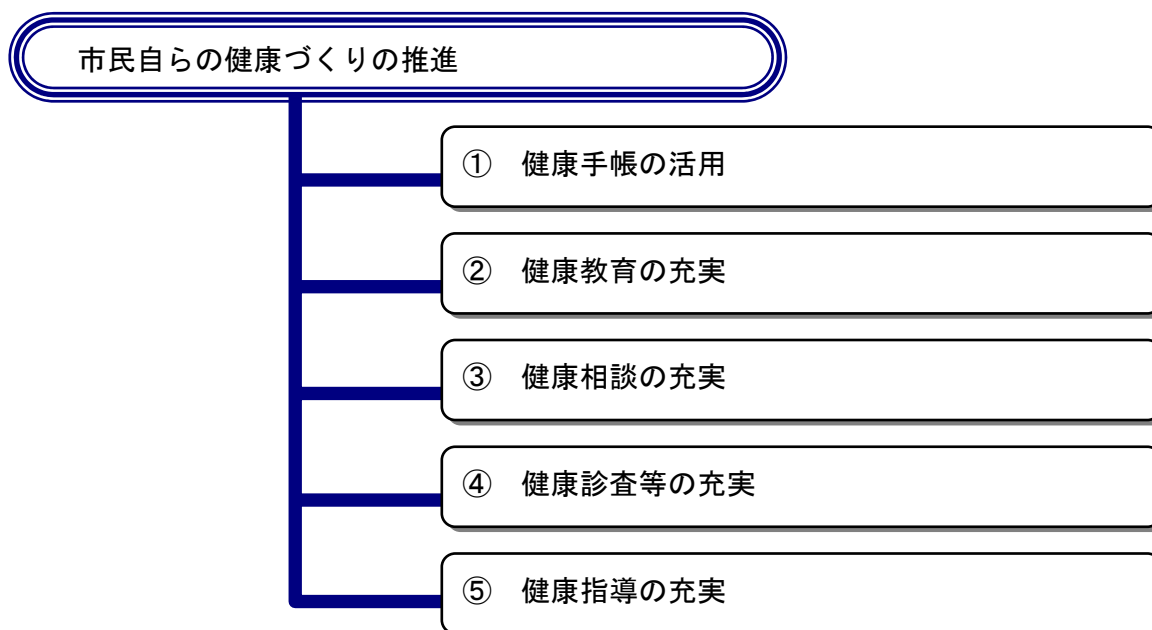 市民自らの健康づくりの推進
①　健康手帳の活用
②　健康教育の充実
③　健康相談の充実
④　健康診査等の充実
⑤　健康指導の充実